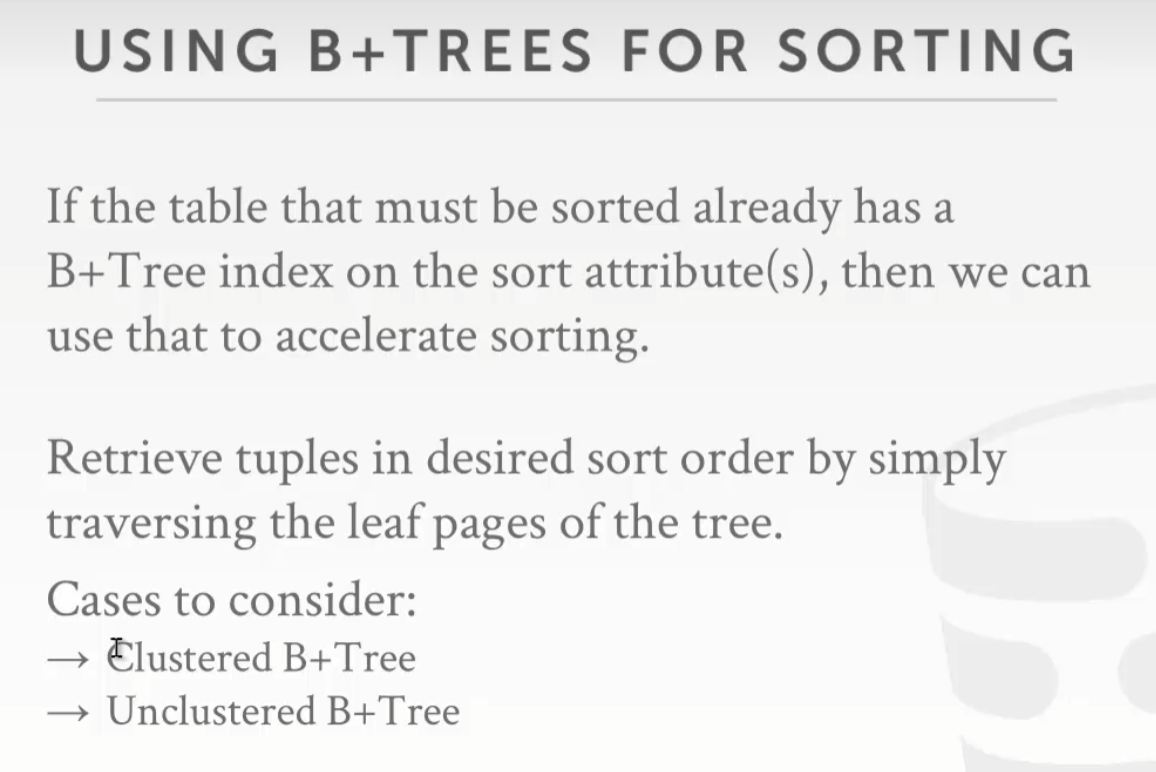 USING B+TREES FOR SORTING
If the table that must be sorted already has a
B+Tree index on the sort attribute(s), then we can
use that to accelerate sorting.
Retrieve tuples in desired sort order by simply
traversing the leaf pages of the tree.
Cases to consider:
→ Clustered B+Tree
→ Unclustered B+Tree